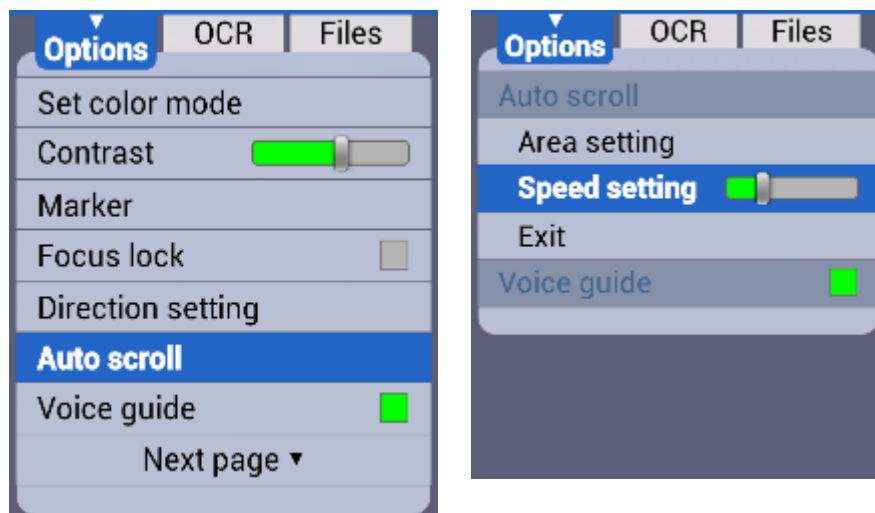 Options OCR Files
Set color mode
Contrast
Marker
Focus lock
Direction setting
Auto scroll
Voice guide
Next page ▼
Options OCR Files
Auto scroll
Area setting
Speed setting
Exit
Voice guide